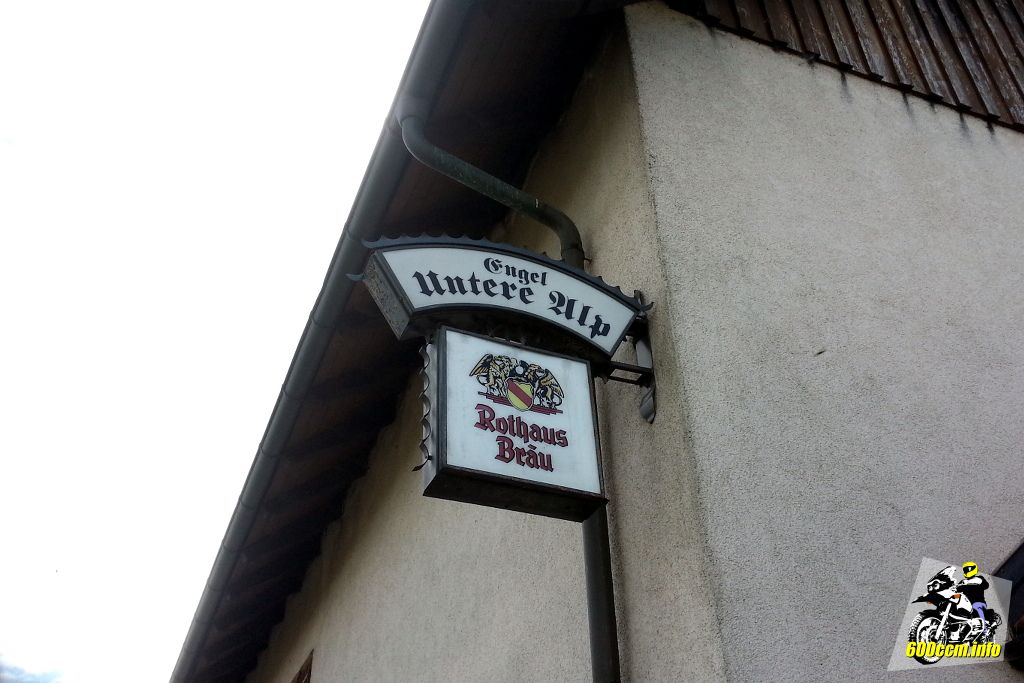 Engel
Untere Alp
Rothaus
Bräu
600ccm.info